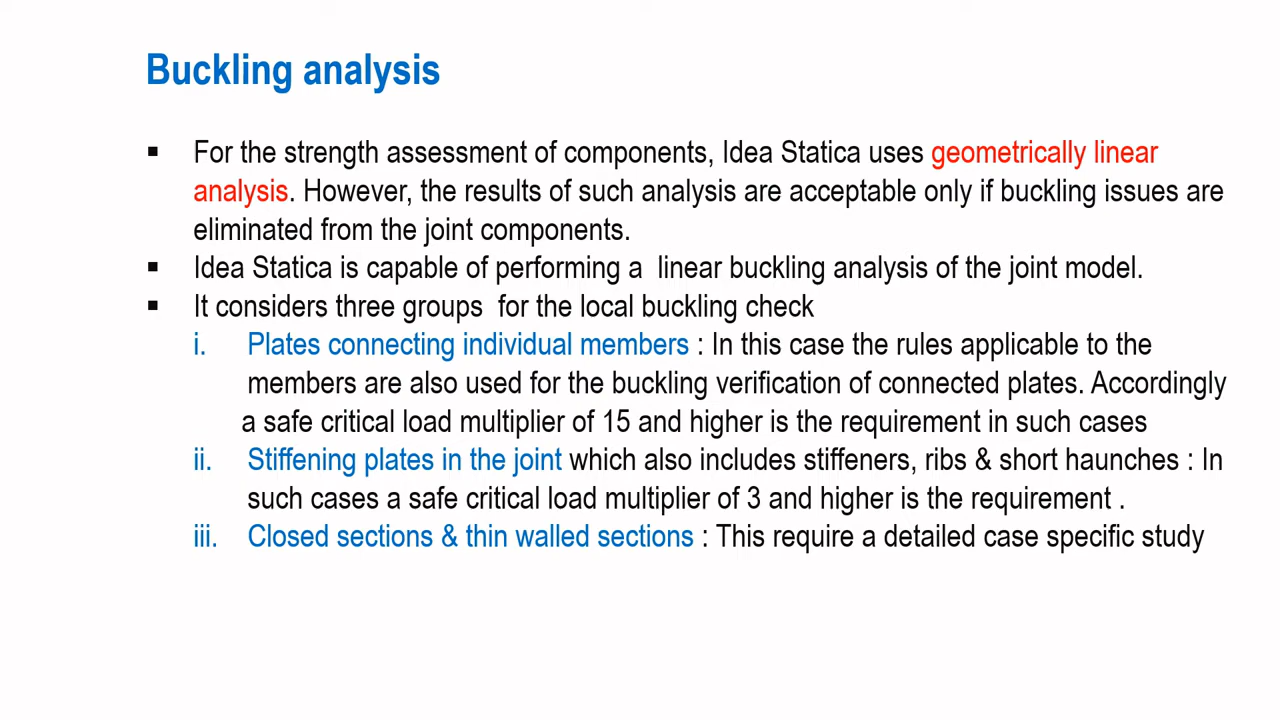 Buckling analysis
▪ For the strength assessment of components, Idea Statica uses geometrically linear
analysis. However, the results of such analysis are acceptable only if buckling issues are
eliminated from the joint components.
▪ Idea Statica is capable of performing a linear buckling analysis of the joint model.
▪ It considers three groups for the local buckling check
i. Plates connecting individual members : In this case the rules applicable to the
members are also used for the buckling verification of connected plates. Accordingly
a safe critical load multiplier of 15 and higher is the requirement in such cases
ii. Stiffening plates in the joint which also includes stiffeners, ribs & short haunches : In
such cases a safe critical load multiplier of 3 and higher is the requirement .
iii. Closed sections & thin walled sections : This require a detailed case specific study